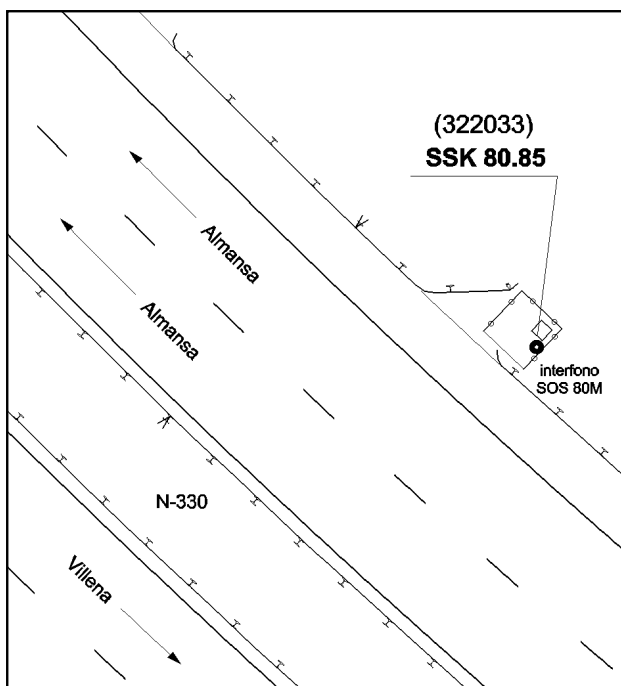 (322033)
SSK 80.85
Almansa
Almansa
interfono
SOS 80M
N-330
Villena